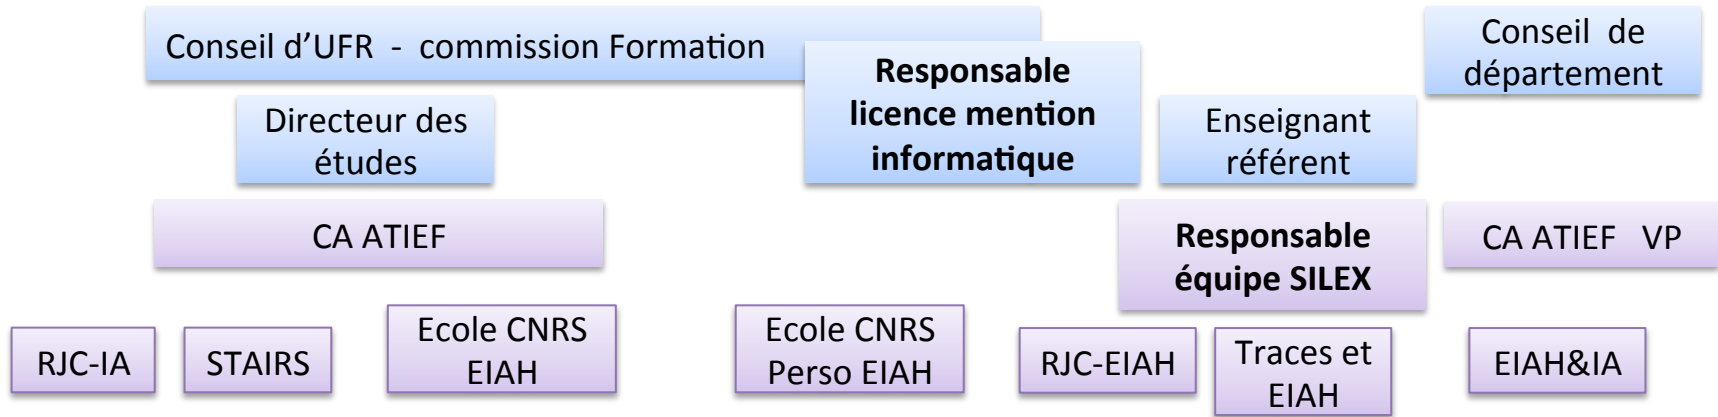 Conseil d’UFR - commission Formation
Conseil de
département
Responsable
licence mention
informatique
Directeur des
études
Enseignant
référent
CA ATIEF
Responsable
équipe SILEX
CA ATIEF VP
RJC-IA
STAIRS
Ecole CNRS
EIAH
Ecole CNRS
Perso EIAH
RJC-EIAH
Traces et
EIAH
EIAH&IA